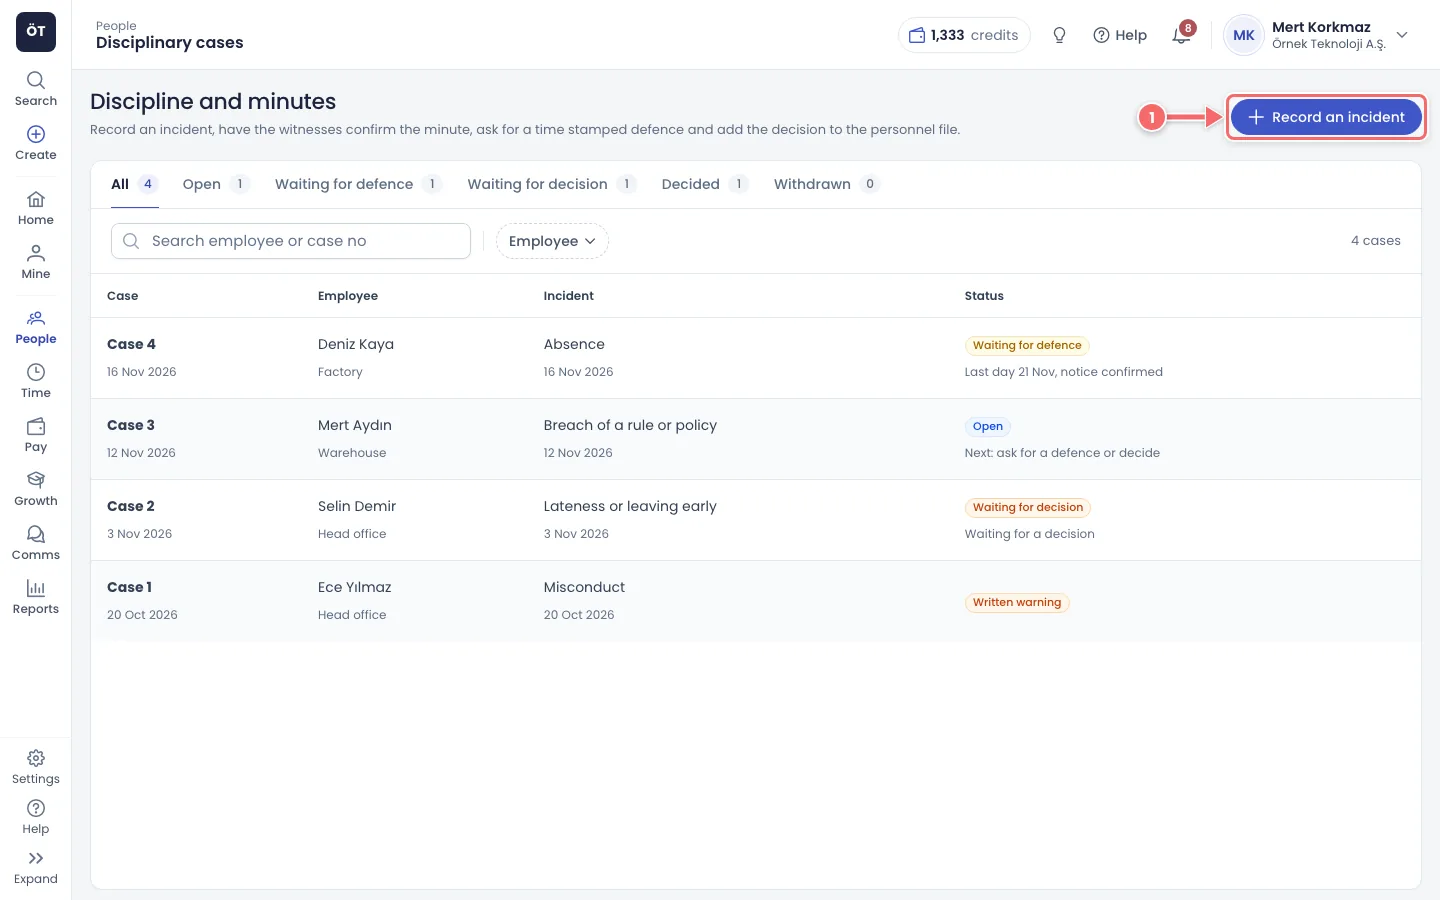 ÖT
Search
Create
Home
Mine
People
Time
Pay
Growth
Comms
Reports
Settings
Help
Expand
People
Disciplinary cases
1,333 credits
Help
8
MK
Mert Korkmaz
Örnek Teknoloji A.Ş.
Discipline and minutes
Record an incident, have the witnesses confirm the minute, ask for a time stamped defence and add the decision to the personnel file.
1
Record an incident
All 4 Open 1 Waiting for defence 1 Waiting for decision 1 Decided 1 Withdrawn 0
Search employee or case no Employee 4 cases
Case Employee Incident Status
Case 4 Deniz Kaya Absence Waiting for defence
16 Nov 2026 Factory 16 Nov 2026 Last day 21 Nov, notice confirmed
Case 3 Mert Aydın Breach of a rule or policy Open
12 Nov 2026 Warehouse 12 Nov 2026 Next: ask for a defence or decide
Case 2 Selin Demir Lateness or leaving early Waiting for decision
3 Nov 2026 Head office 3 Nov 2026 Waiting for a decision
Case 1 Ece Yılmaz Misconduct Written warning
20 Oct 2026 Head office 20 Oct 2026